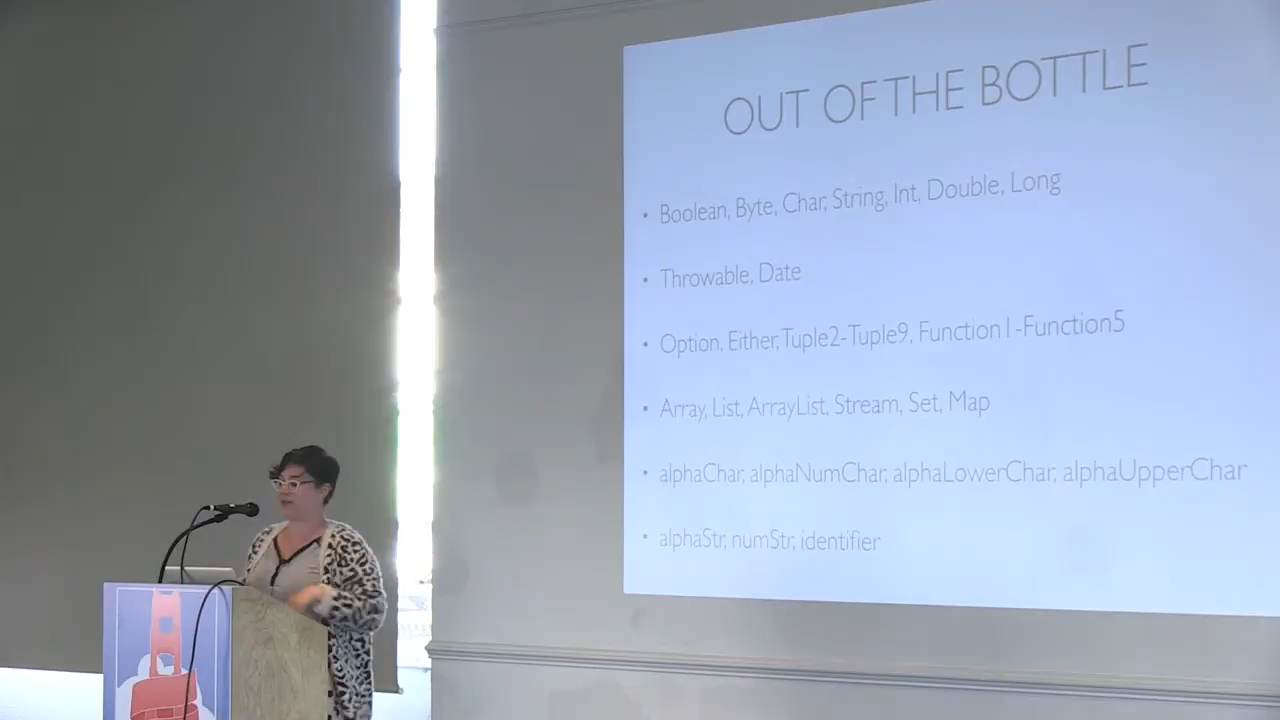 OUT OF THE BOTTLE
• Boolean, Byte, Char, String, Int, Double, Long
• Throwable, Date
• Option, Either, Tuple2-Tuple9, Function1-Function5
• Array, List, ArrayList, Stream, Set, Map
• alphaChar, alphaNumChar, alphaLowerChar, alphaUpperChar
• alphaStr, numStr, identifier